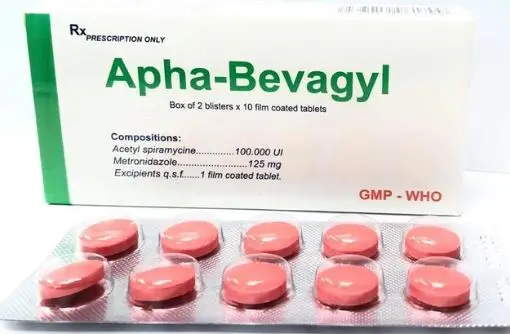 Rx PRESCRIPTION ONLY
Apha-Bevagyl
Box of 2 blisters x 10 film coated tablets
Compositions:
Acetyl spiramycine..............100.000 UI
Metronidazole........................125 mg
Excipients q.s.f......1 film coated tablet.
GMP - WHO